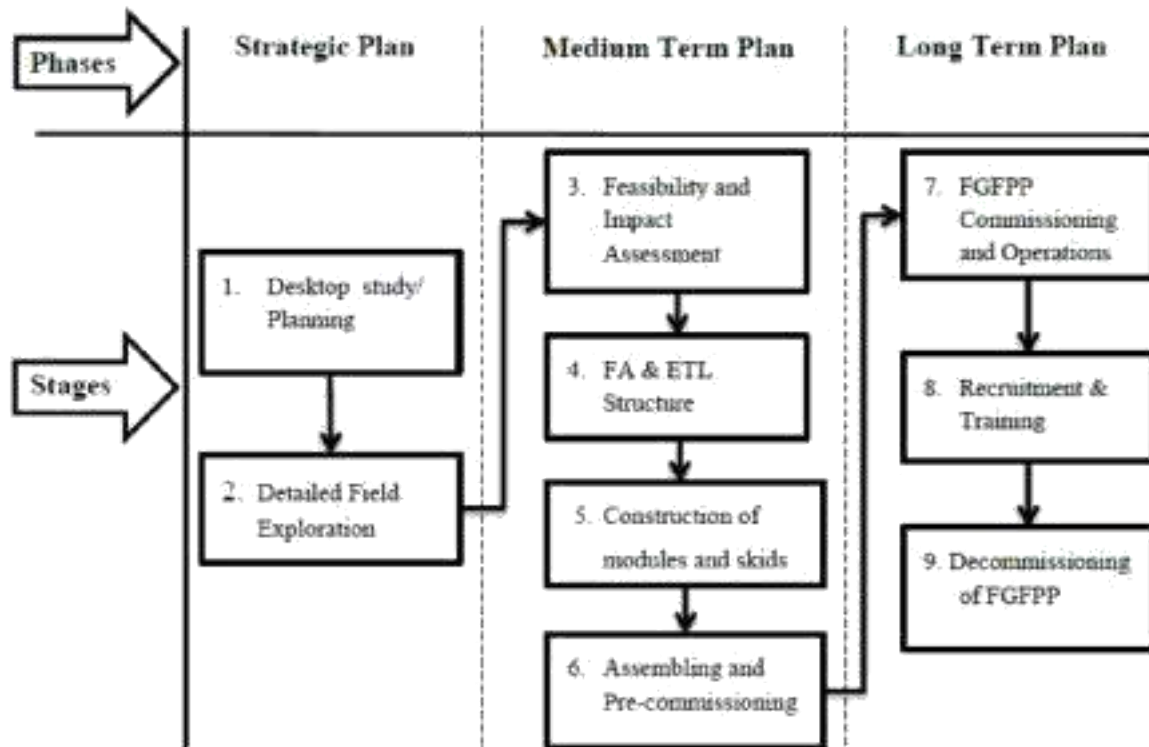 Phases
Strategic Plan
Medium Term Plan
Long Term Plan
Stages
1. Desktop study/
Planning
2. Detailed Field
Exploration
3. Feasibility and
Impact
Assessment
4. FA & ETL
Structure
5. Construction of
modules and skids
6. Assembling and
Pre-commissioning
7. FGFPP
Commissioning
and Operations
8. Recruitment &
Training
9. Decommissioning
of FGFPP